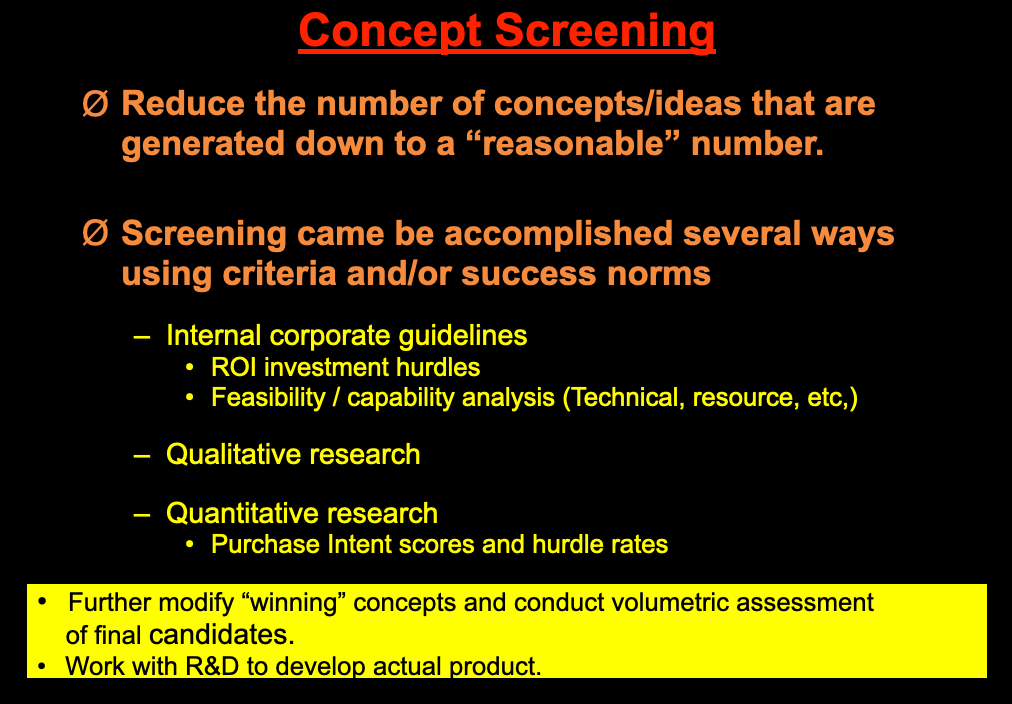 Concept Screening
Ø Reduce the number of concepts/ideas that are
generated down to a “reasonable” number.
Ø Screening came be accomplished several ways
using criteria and/or success norms
– Internal corporate guidelines
• ROI investment hurdles
• Feasibility / capability analysis (Technical, resource, etc,)
– Qualitative research
– Quantitative research
• Purchase Intent scores and hurdle rates
• Further modify “winning” concepts and conduct volumetric assessment
of final candidates.
• Work with R&D to develop actual product.